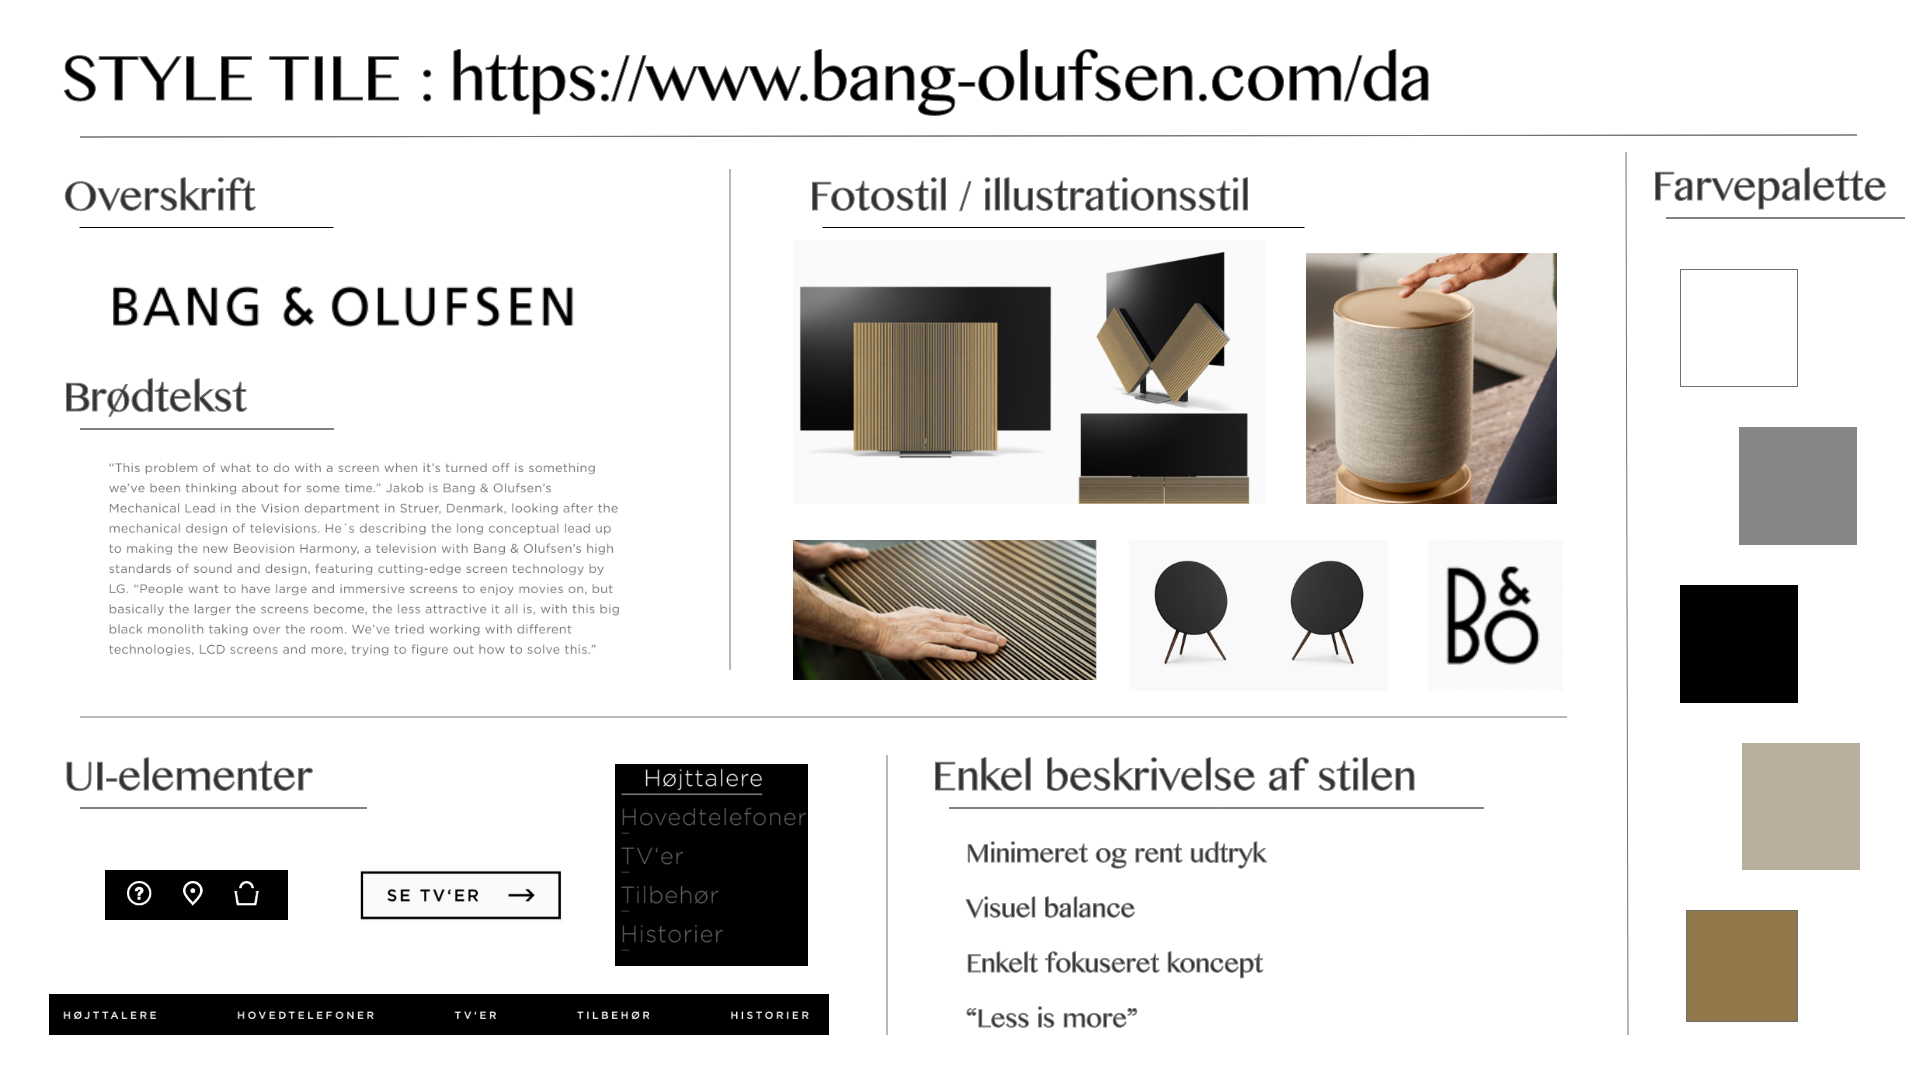 STYLE TILE : https://www.bang-olufsen.com/da
Overskrift
BANG & OLUFSEN
Brødtekst
“This problem of what to do with a screen when it’s turned off is something
we’ve been thinking about for some time.” Jakob is Bang & Olufsen’s
Mechanical Lead in the Vision department in Struer, Denmark, looking after the
mechanical design of televisions. He´s describing the long conceptual lead up
to making the new Beovision Harmony, a television with Bang & Olufsen’s high
standards of sound and design, featuring cutting-edge screen technology by
LG. “People want to have large and immersive screens to enjoy movies on, but
basically the larger the screens become, the less attractive it all is, with this big
black monolith taking over the room. We’ve tried working with different
technologies, LCD screens and more, trying to figure out how to solve this.”
Fotostil / illustrationsstil
B&O
Farvepalette
UI-elementer
?
SE TV‘ER →
Højttalere
Hovedtelefoner
TV‘er
Tilbehør
Historier
HØJTTALERE HOVEDTELEFONER TV‘ER TILBEHØR HISTORIER
Enkel beskrivelse af stilen
Minimeret og rent udtryk
Visuel balance
Enkelt fokuseret koncept
“Less is more”